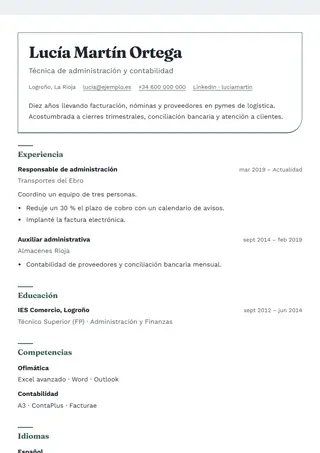 Lucía Martín Ortega
Técnica de administración y contabilidad
Logroño, La Rioja lucia@ejemplo.es +34 600 000 000 LinkedIn · luciamartin
Diez años llevando facturación, nóminas y proveedores en pymes de logística.
Acostumbrada a cierres trimestrales, conciliación bancaria y atención a clientes.
Experiencia
Responsable de administración mar 2019 – Actualidad
Transportes del Ebro
Coordino un equipo de tres personas.
• Reduje un 30 % el plazo de cobro con un calendario de avisos.
• Implanté la factura electrónica.
Auxiliar administrativa sept 2014 – feb 2019
Almacenes Rioja
• Contabilidad de proveedores y conciliación bancaria mensual.
Educación
IES Comercio, Logroño sept 2012 – jun 2014
Técnico Superior (FP) · Administración y Finanzas
Competencias
Ofimática
Excel avanzado · Word · Outlook
Contabilidad
A3 · ContaPlus · Facturae
Idiomas
Español